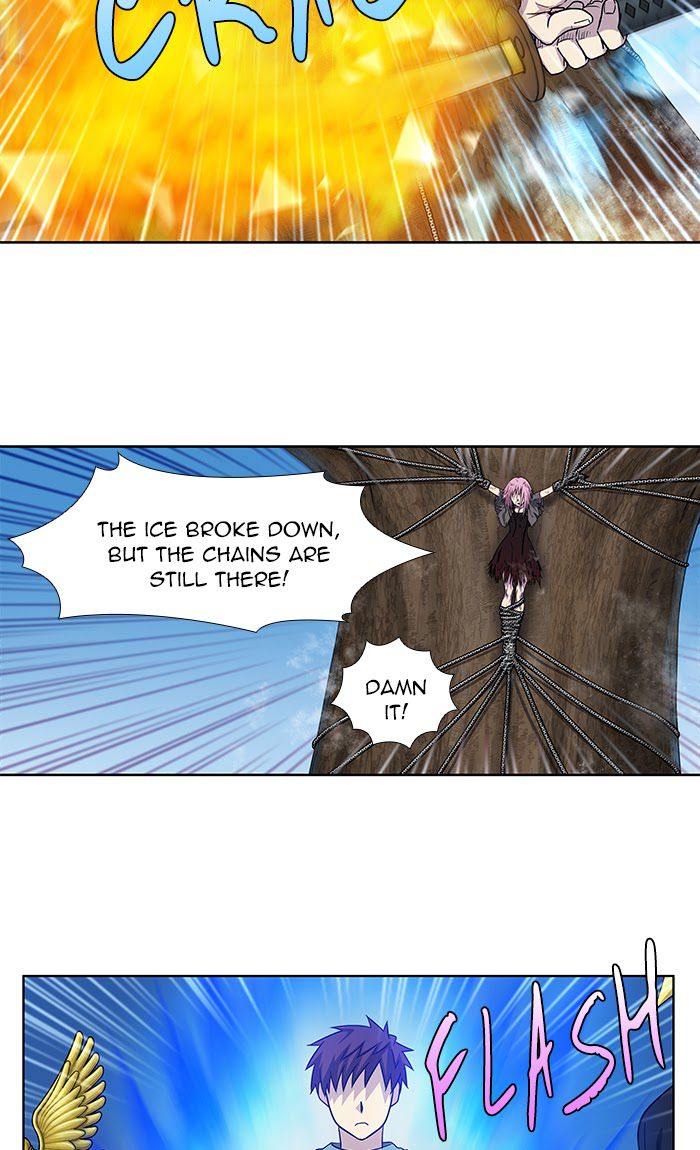 THE ICE BROKE DOWN,
BUT THE CHAINS ARE
STILL THERE!
DAMN
IT!
FLASH